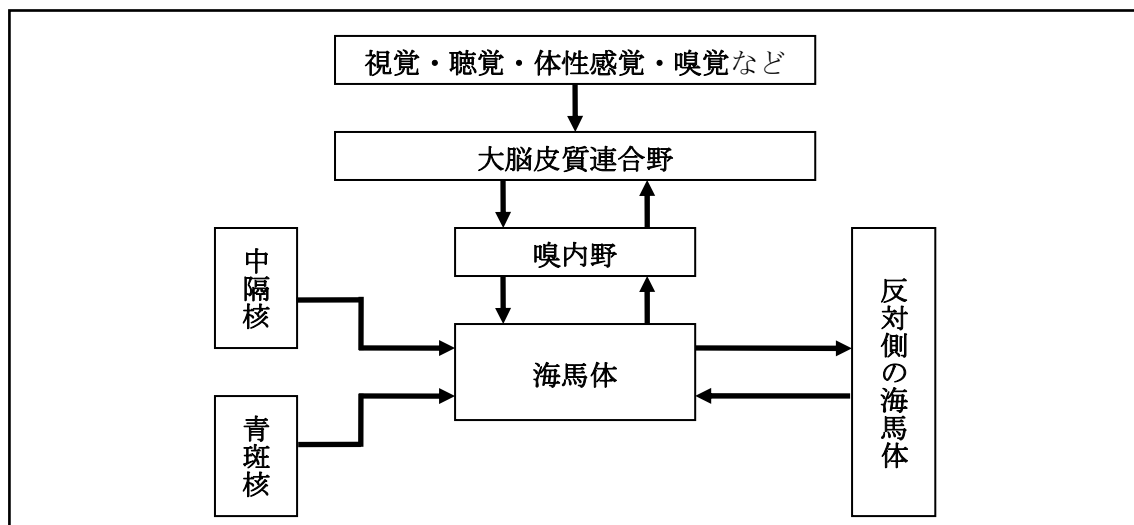 視覚・聴覚・体性感覚・嗅覚など
大脳皮質連合野
嗅内野
中隔核
海馬体
青斑核
反対側の海馬体